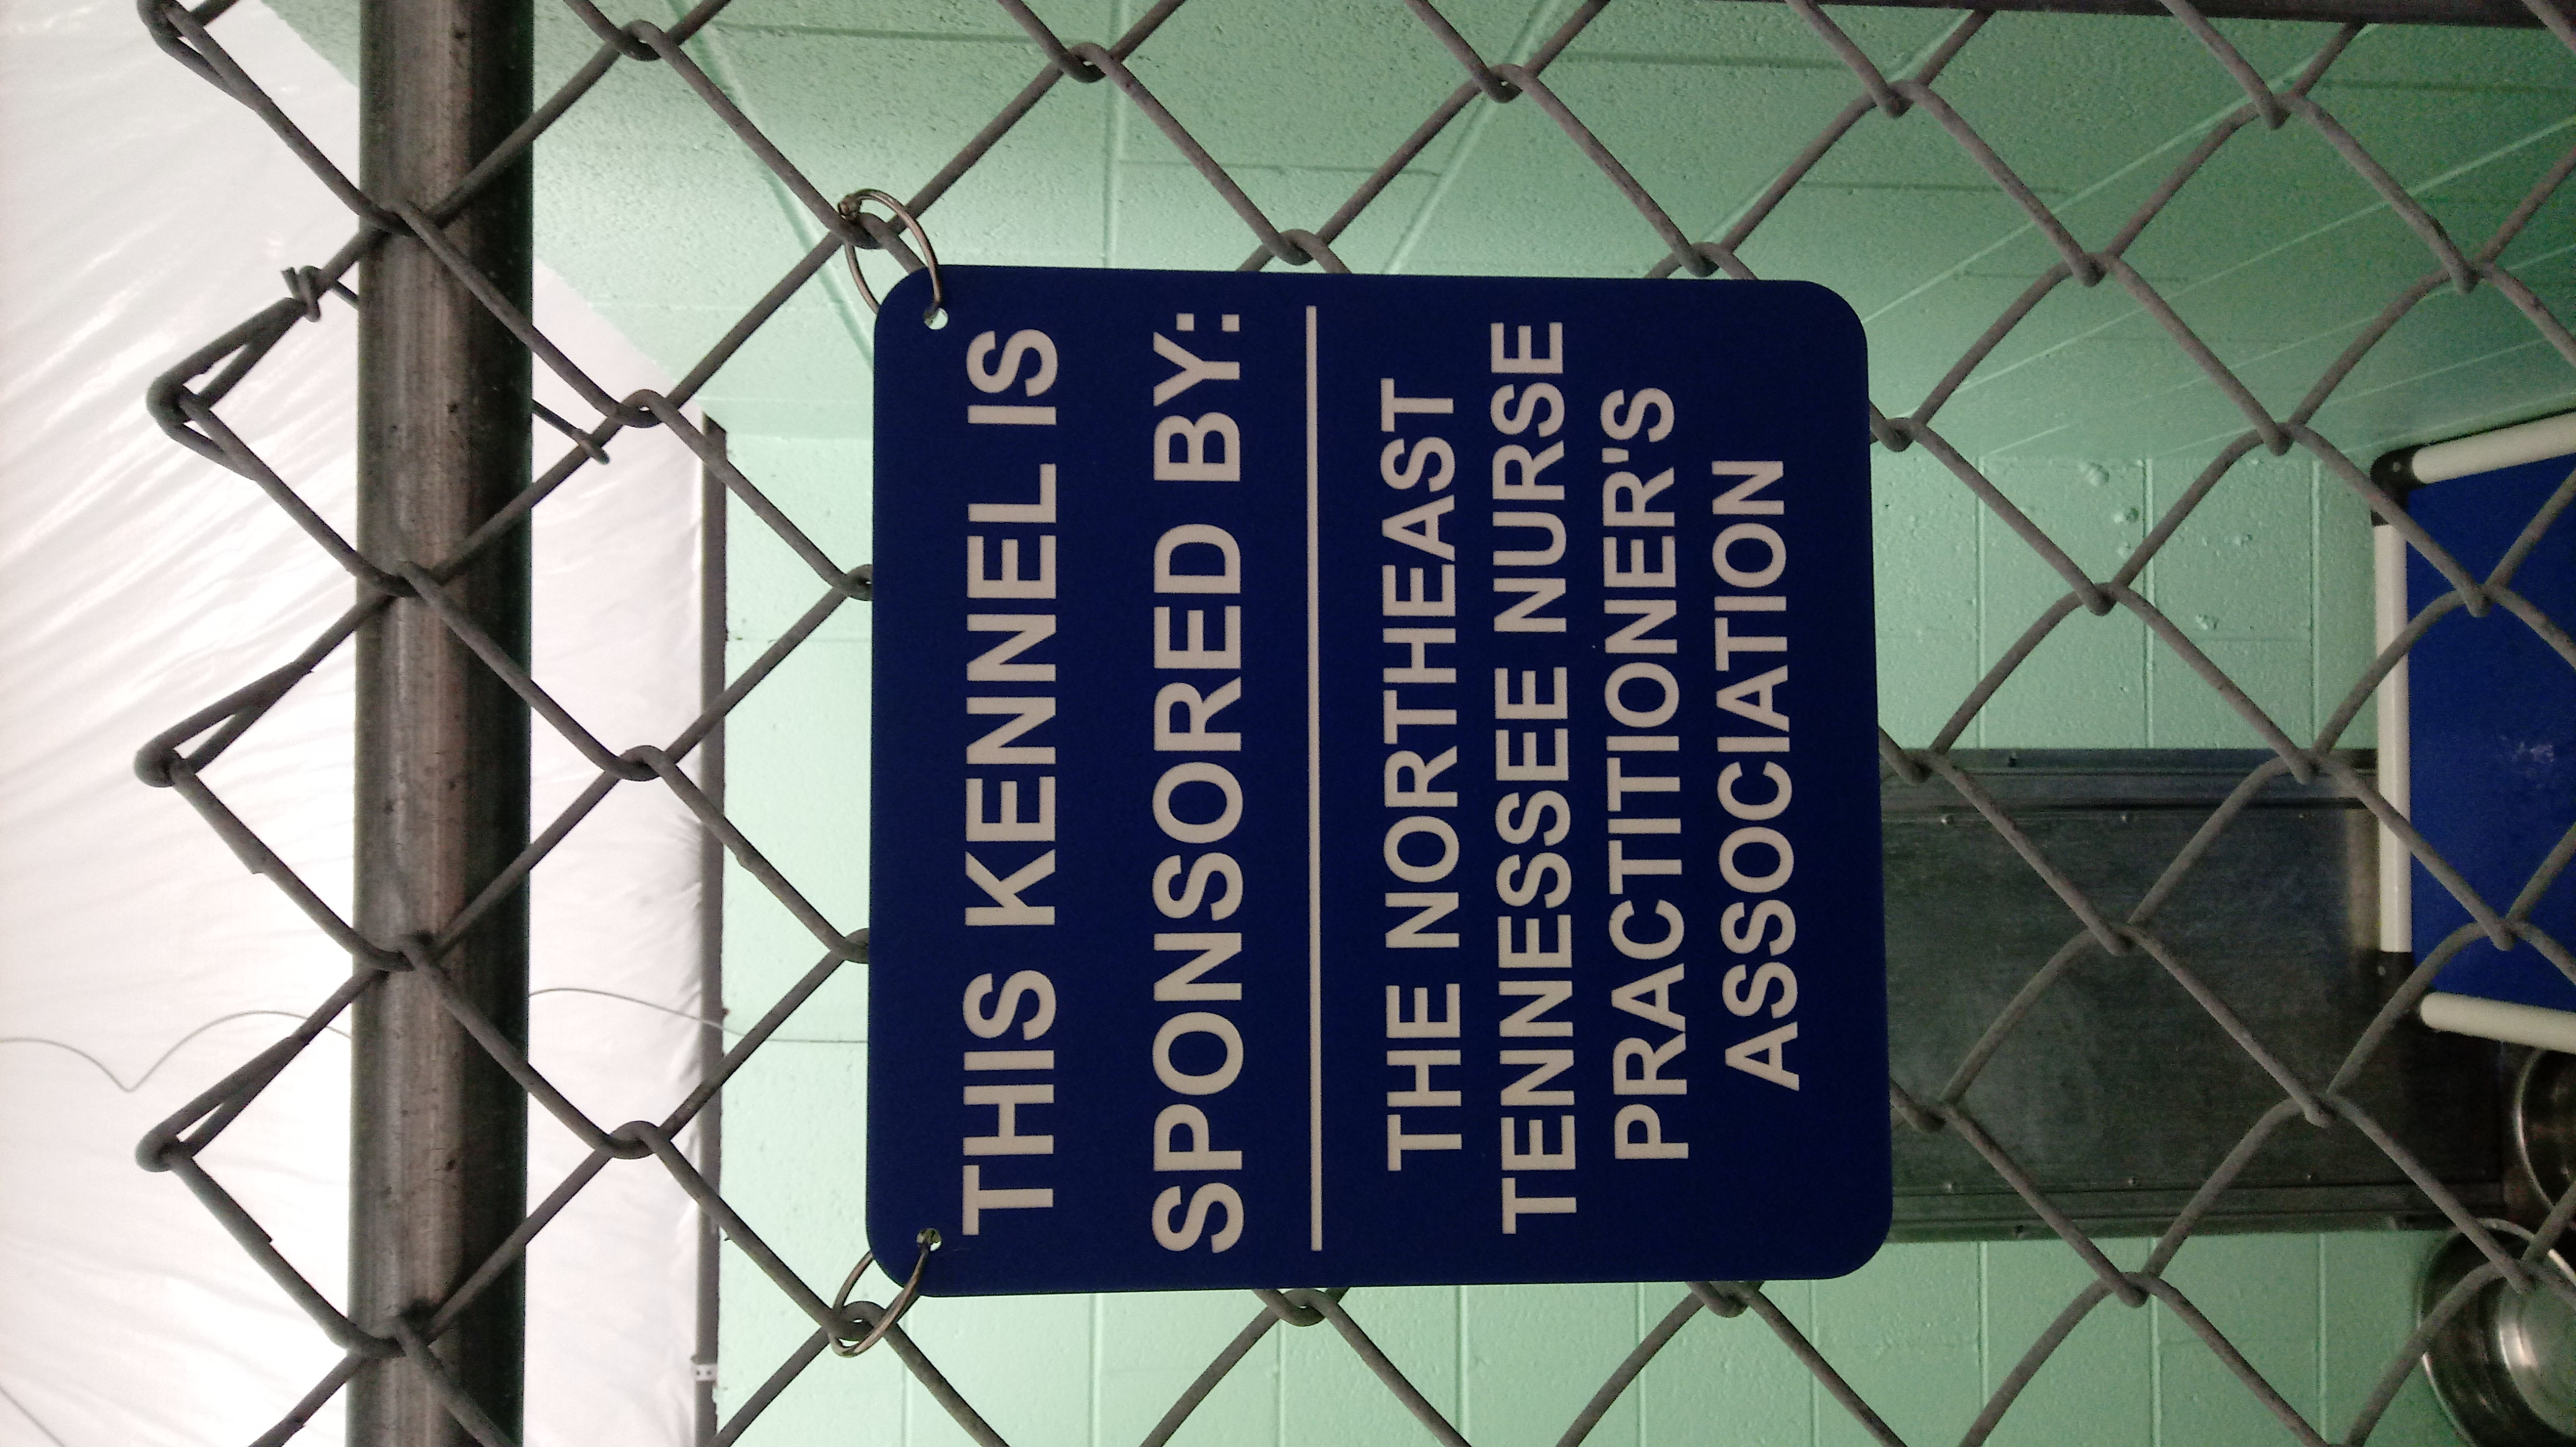 THIS KENNEL IS
SPONSORED BY:
THE NORTHEAST
TENNESSEE NURSE
PRACTITIONER'S
ASSOCIATION